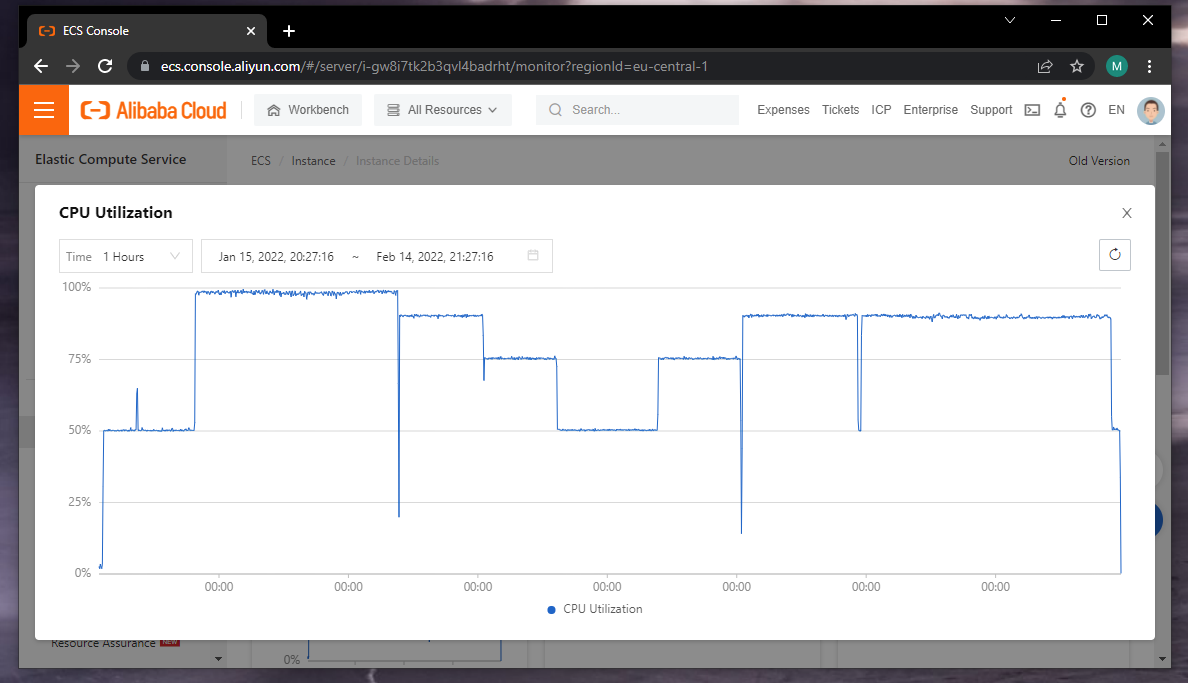 ECS Console
ecs.console.aliyun.com/#/server/i-gw8i7tk2b3qvl4badrht/monitor?regionId=eu-central-1
M
Alibaba Cloud
Workbench
All Resources
Search...
Expenses
Tickets
ICP
Enterprise
Support
EN
Elastic Compute Service
ECS / Instance / Instance Details
Old Version
CPU Utilization
X
Time 1 Hours
Jan 15, 2022, 20:27:16 ~ Feb 14, 2022, 21:27:16
100%
75%
50%
25%
0%
00:00 00:00 00:00 00:00 00:00 00:00 00:00
CPU Utilization
Resource Assurance NEW
0%